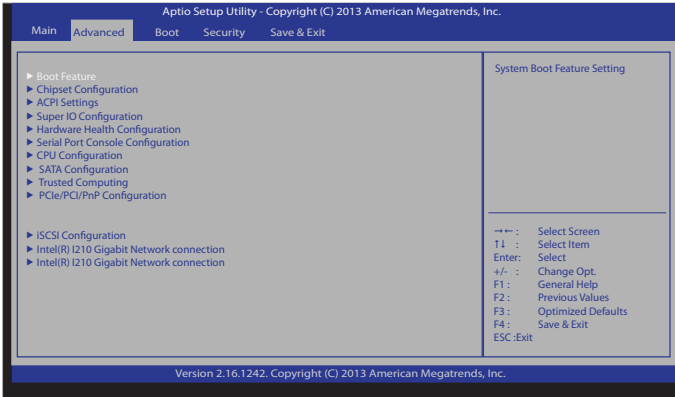 Aptio Setup Utility - Copyright (C) 2013 American Megatrends, Inc.
Main Advanced Boot Security Save & Exit
▶ Boot Feature
▶ Chipset Configuration
▶ ACPI Settings
▶ Super IO Configuration
▶ Hardware Health Configuration
▶ Serial Port Console Configuration
▶ CPU Configuration
▶ SATA Configuration
▶ Trusted Computing
▶ PCIe/PCI/PnP Configuration
▶ iSCSI Configuration
▶ Intel(R) I210 Gigabit Network connection
▶ Intel(R) I210 Gigabit Network connection
System Boot Feature Setting
→← : Select Screen
↑↓ : Select Item
Enter: Select
+/- : Change Opt.
F1 : General Help
F2 : Previous Values
F3 : Optimized Defaults
F4 : Save & Exit
ESC :Exit
Version 2.16.1242. Copyright (C) 2013 American Megatrends, Inc.